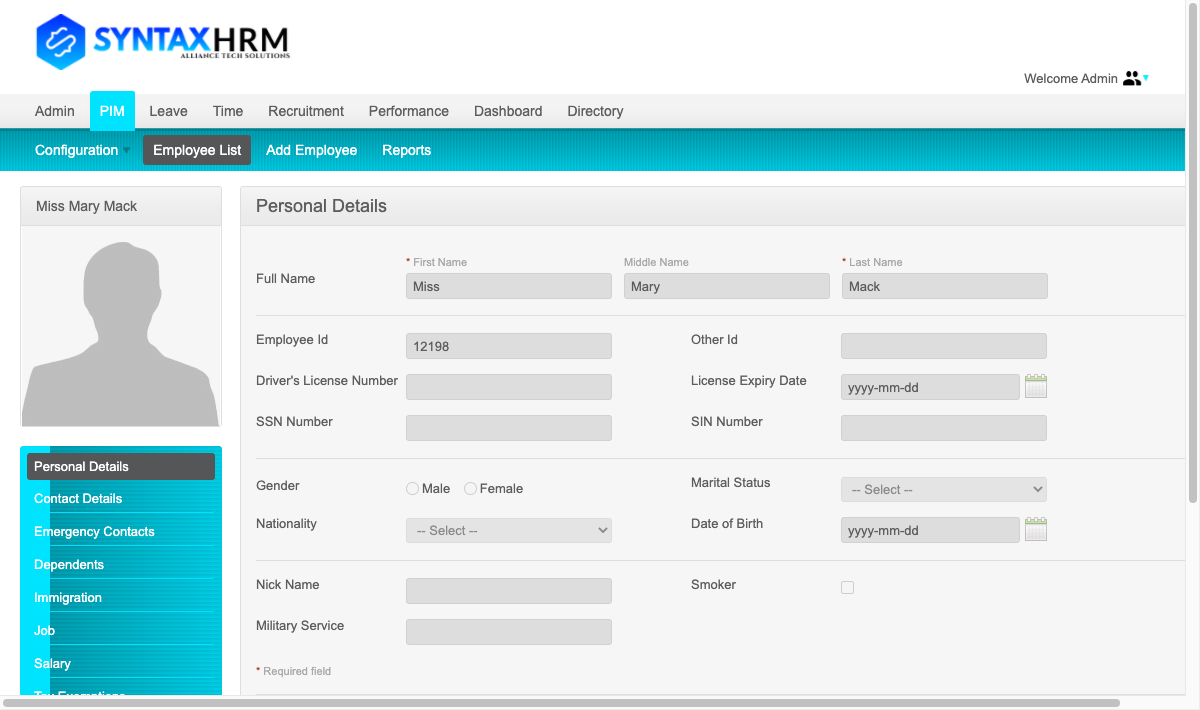 SYNTAXHRM
ALLIANCE TECH SOLUTIONS
Welcome Admin
Admin PIM Leave Time Recruitment Performance Dashboard Directory
Configuration Employee List Add Employee Reports
Miss Mary Mack
Personal Details
Contact Details
Emergency Contacts
Dependents
Immigration
Job
Salary
Tax Exemptions
Personal Details
* First Name Middle Name * Last Name
Full Name Miss Mary Mack
Employee Id 12198 Other Id
Driver's License Number License Expiry Date yyyy-mm-dd
SSN Number SIN Number
Gender Male Female Marital Status -- Select --
Nationality -- Select -- Date of Birth yyyy-mm-dd
Nick Name Smoker
Military Service
* Required field